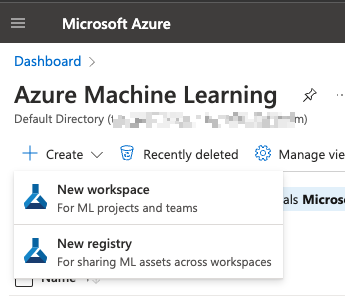 Microsoft Azure
Dashboard
Azure Machine Learning
Default Directory (
Create
Recently deleted
Manage vie
New workspace
For ML projects and teams
als Micros
New registry
For sharing ML assets across workspaces
Name